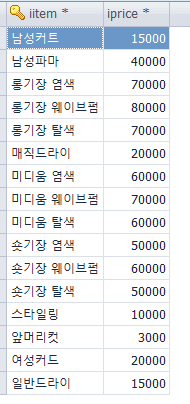 iitem * iprice *
남성커트 15000
남성파마 40000
롱기장 염색 70000
롱기장 웨이브펌 80000
롱기장 탈색 70000
매직드라이 20000
미디움 염색 60000
미디움 웨이브펌 70000
미디움 탈색 60000
숏기장 염색 50000
숏기장 웨이브펌 60000
숏기장 탈색 50000
스타일링 10000
앞머리컷 3000
여성커드 20000
일반드라이 15000